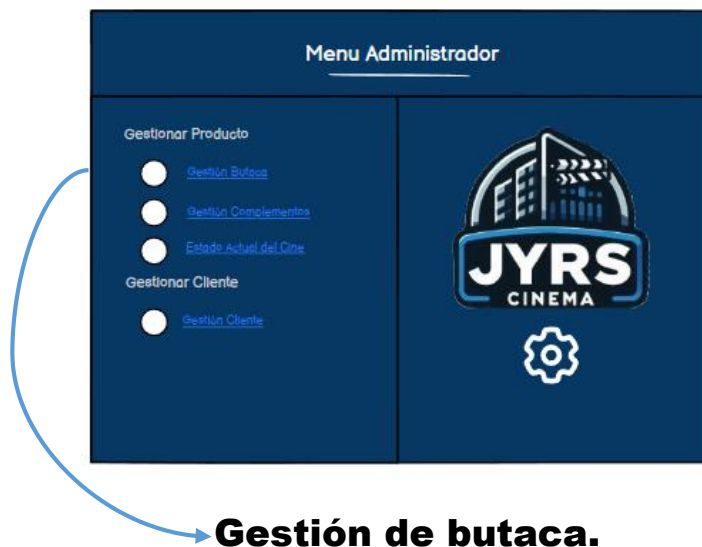 Menu Administrador
Gestionar Producto
Gestión Butaca
Gestión Complementos
Estado Actual del Cine
Gestionar Cliente
Gestión Cliente
JYRS
CINEMA
Gestión de butaca.